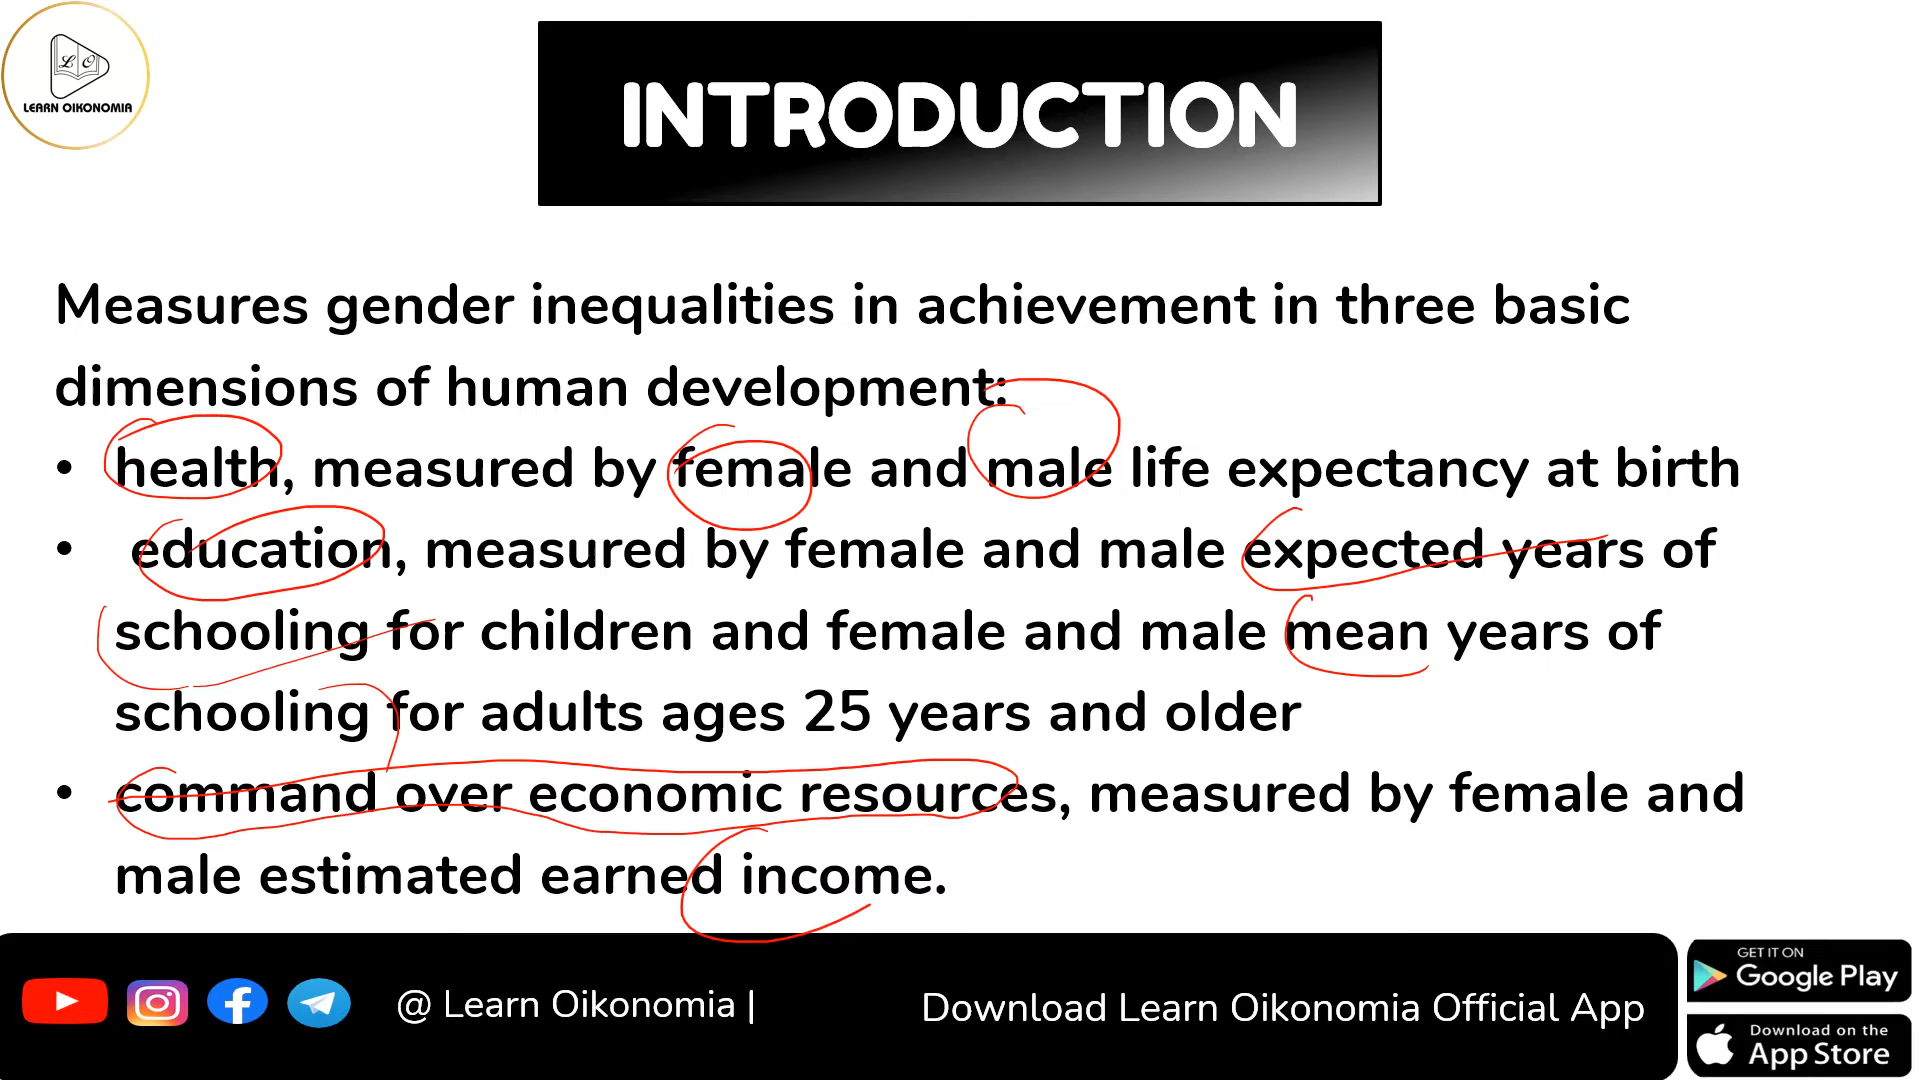 LO
LEARN OIKONOMIA
INTRODUCTION
Measures gender inequalities in achievement in three basic
dimensions of human development:
• health, measured by female and male life expectancy at birth
• education, measured by female and male expected years of
schooling for children and female and male mean years of
schooling for adults ages 25 years and older
• command over economic resources, measured by female and
male estimated earned income.
@ Learn Oikonomia |
Download Learn Oikonomia Official App
GET IT ON
Google Play
Download on the
App Store